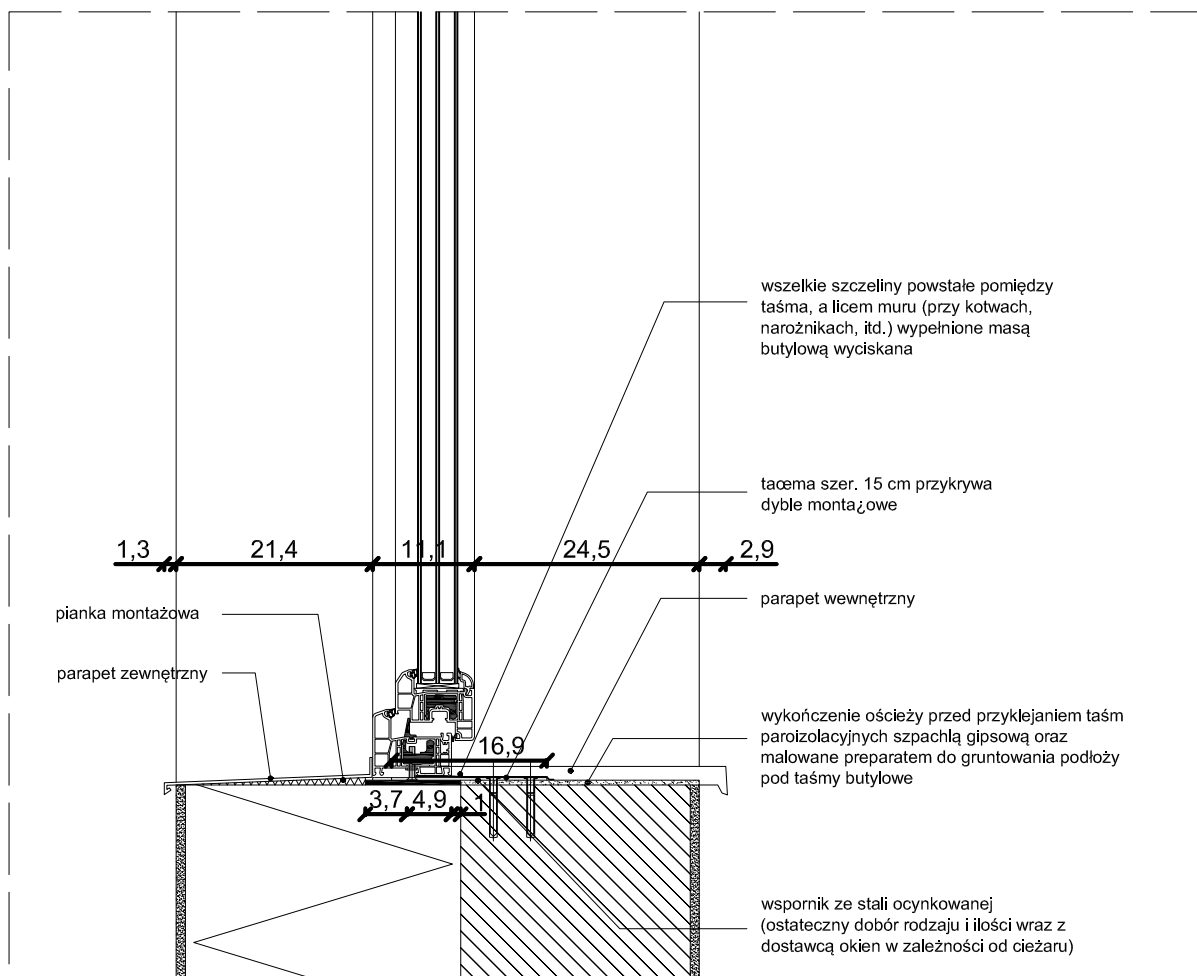 wszelkie szczeliny powstałe pomiędzy
taśma, a licem muru (przy kotwach,
narożnikach, itd.) wypełnione masą
butylową wyciskana
taœma szer. 15 cm przykrywa
dyble monta¿owe
1,3
21,4
11,1
24,5
2,9
pianka montażowa
parapet wewnętrzny
parapet zewnętrzny
wykończenie ościeży przed przyklejaniem taśm
paroizolacyjnych szpachlą gipsową oraz
malowane preparatem do gruntowania podłoży
pod taśmy butylowe
16,9
3,7
4,9
1
wspornik ze stali ocynkowanej
(ostateczny dobór rodzaju i ilości wraz z
dostawcą okien w zależności od cieżaru)